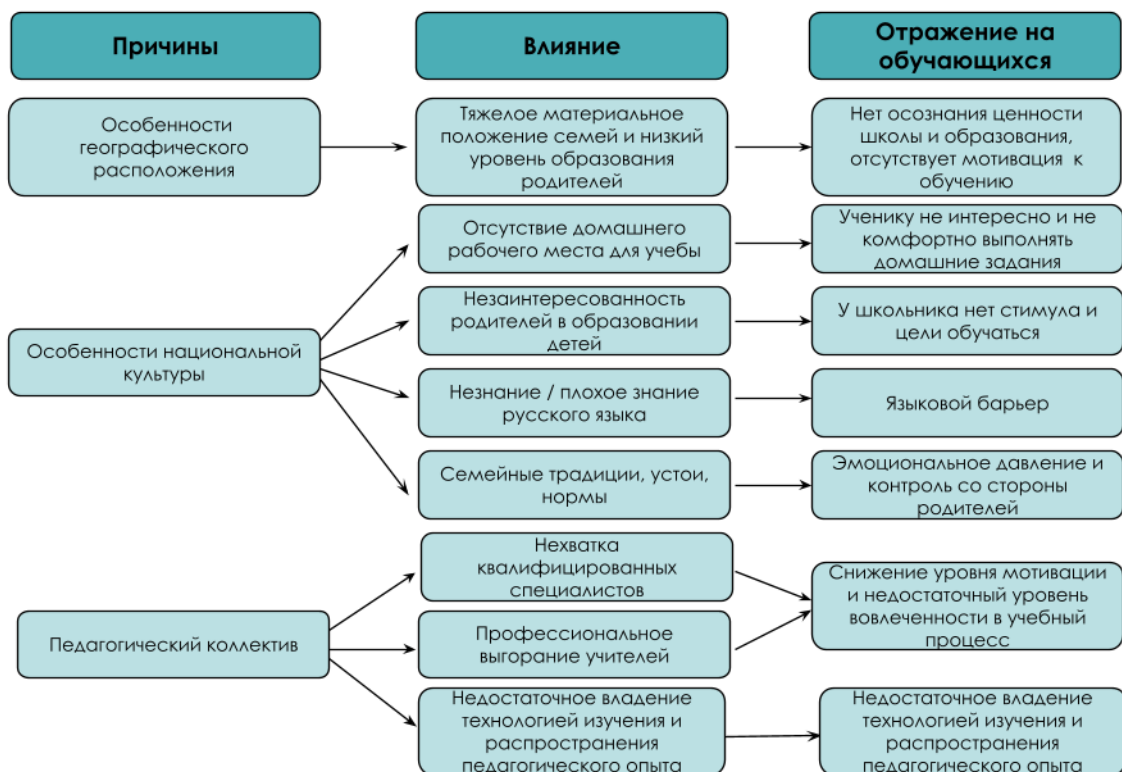 Причины
Влияние
Отражение на
обучающихся
Особенности
географического
расположения
Тяжелое материальное
положение семей и низкий
уровень образования
родителей
Нет осознания ценности
школы и образования,
отсутствует мотивация к
обучению
Особенности национальной
культуры
Отсутствие домашнего
рабочего места для учебы
Ученику не интересно и не
комфортно выполнять
домашние задания
Незаинтересованность
родителей в образовании
детей
У школьника нет стимула и
цели обучаться
Незнание / плохое знание
русского языка
Языковой барьер
Семейные традиции, устои,
нормы
Эмоциональное давление и
контроль со стороны
родителей
Педагогический коллектив
Нехватка
квалифицированных
специалистов
Профессиональное
выгорание учителей
Снижение уровня мотивации
и недостаточный уровень
вовлеченности в учебный
процесс
Недостаточное владение
технологией изучения и
распространения
педагогического опыта
Недостаточное владение
технологией изучения и
распространения
педагогического опыта